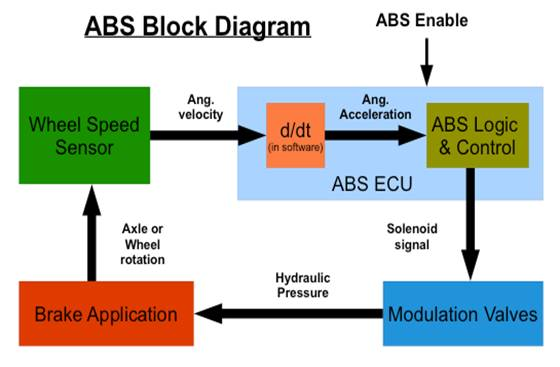 ABS Block Diagram
ABS Enable
Ang.
velocity
Ang.
Acceleration
Wheel Speed
Sensor
d/dt
(in software)
ABS Logic
& Control
ABS ECU
Axle or
Wheel
rotation
Solenoid
signal
Hydraulic
Pressure
Brake Application
Modulation Valves